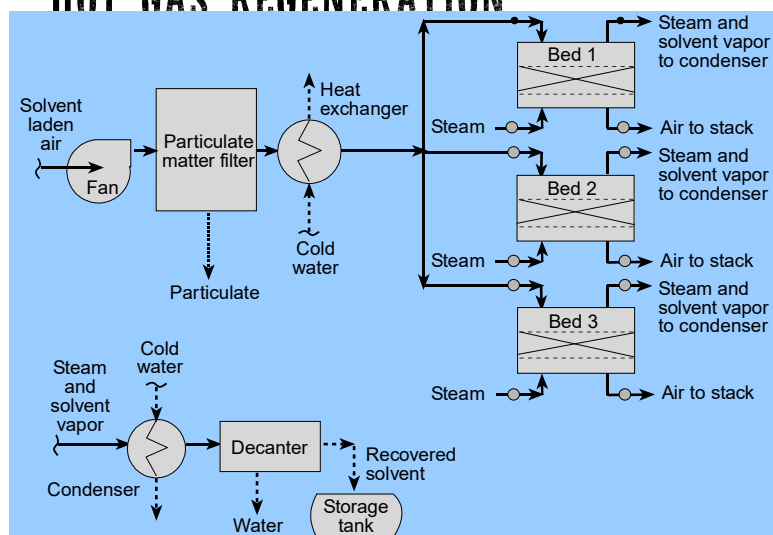 HOT GAS REGENERATION
Solvent
laden
air
Fan
Particulate
matter filter
Particulate
Heat
exchanger
Cold
water
Bed 1
Steam
Steam and
solvent vapor
to condenser
Air to stack
Bed 2
Steam
Steam and
solvent vapor
to condenser
Air to stack
Bed 3
Steam
Steam and
solvent vapor
to condenser
Air to stack
Steam
and
solvent
vapor
Cold
water
Condenser
Decanter
Water
Recovered
solvent
Storage
tank